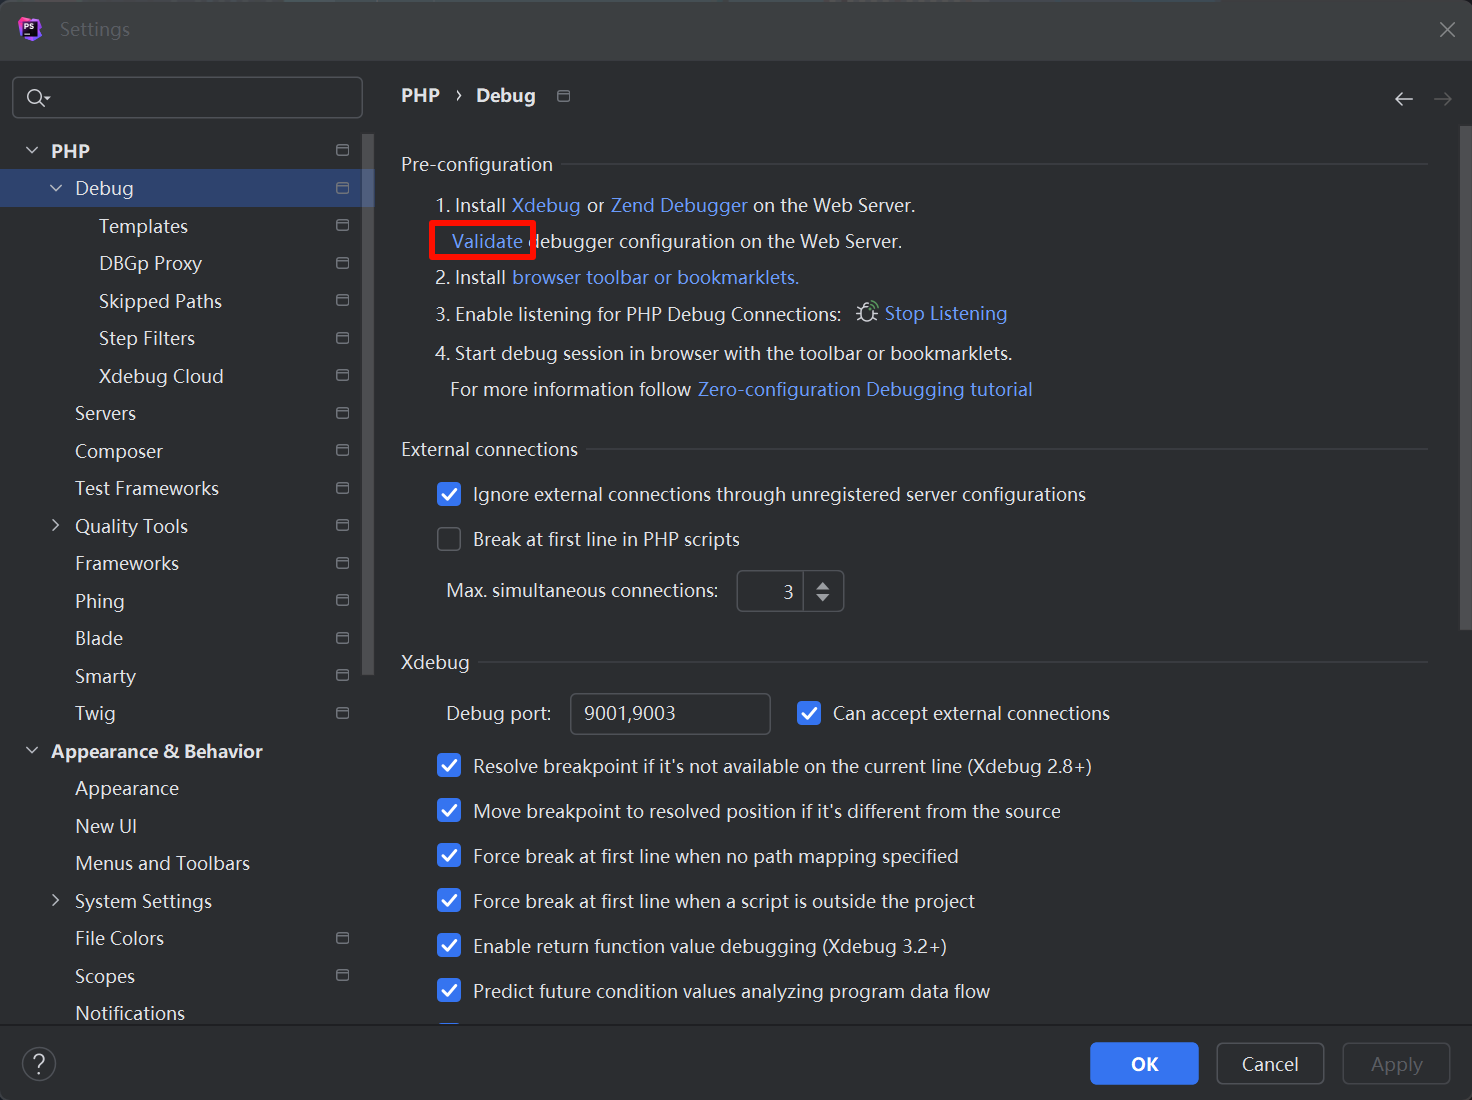 PS
Settings
PHP
Debug
Templates
DBGp Proxy
Skipped Paths
Step Filters
Xdebug Cloud
Servers
Composer
Test Frameworks
Quality Tools
Frameworks
Phing
Blade
Smarty
Twig
Appearance & Behavior
Appearance
New UI
Menus and Toolbars
System Settings
File Colors
Scopes
Notifications
PHP › Debug
Pre-configuration
1. Install Xdebug or Zend Debugger on the Web Server.
Validate debugger configuration on the Web Server.
2. Install browser toolbar or bookmarklets.
3. Enable listening for PHP Debug Connections: Stop Listening
4. Start debug session in browser with the toolbar or bookmarklets.
For more information follow Zero-configuration Debugging tutorial
External connections
Ignore external connections through unregistered server configurations
Break at first line in PHP scripts
Max. simultaneous connections: 3
Xdebug
Debug port: 9001,9003 Can accept external connections
Resolve breakpoint if it's not available on the current line (Xdebug 2.8+)
Move breakpoint to resolved position if it's different from the source
Force break at first line when no path mapping specified
Force break at first line when a script is outside the project
Enable return function value debugging (Xdebug 3.2+)
Predict future condition values analyzing program data flow
?
OK Cancel Apply